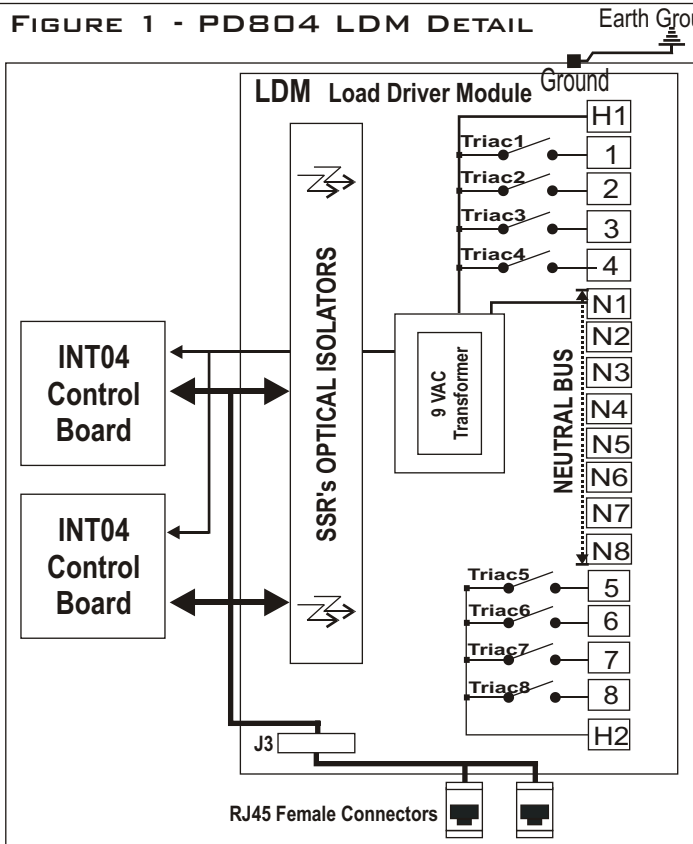 FIGURE 1 - PD804 LDM DETAIL
Earth Grou
Ground
LDM Load Driver Module
H1
Triac1
1
Triac2
2
Triac3
3
Triac4
4
N1
N2
N3
N4
N5
N6
N7
N8
NEUTRAL BUS
9 VAC
Transformer
SSR's OPTICAL ISOLATORS
INT04
Control
Board
INT04
Control
Board
Triac5
5
Triac6
6
Triac7
7
Triac8
8
H2
J3
RJ45 Female Connectors